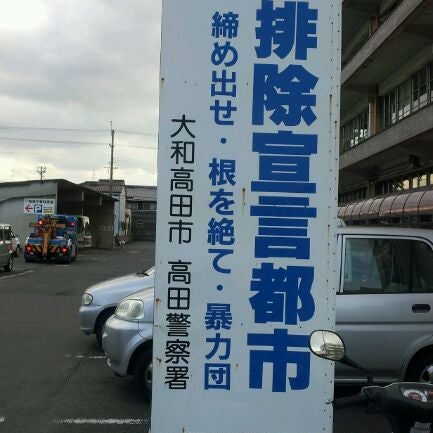 排除宣言都市
締め出せ・根を絶て・暴力団
大和高田市 高田警察署
P